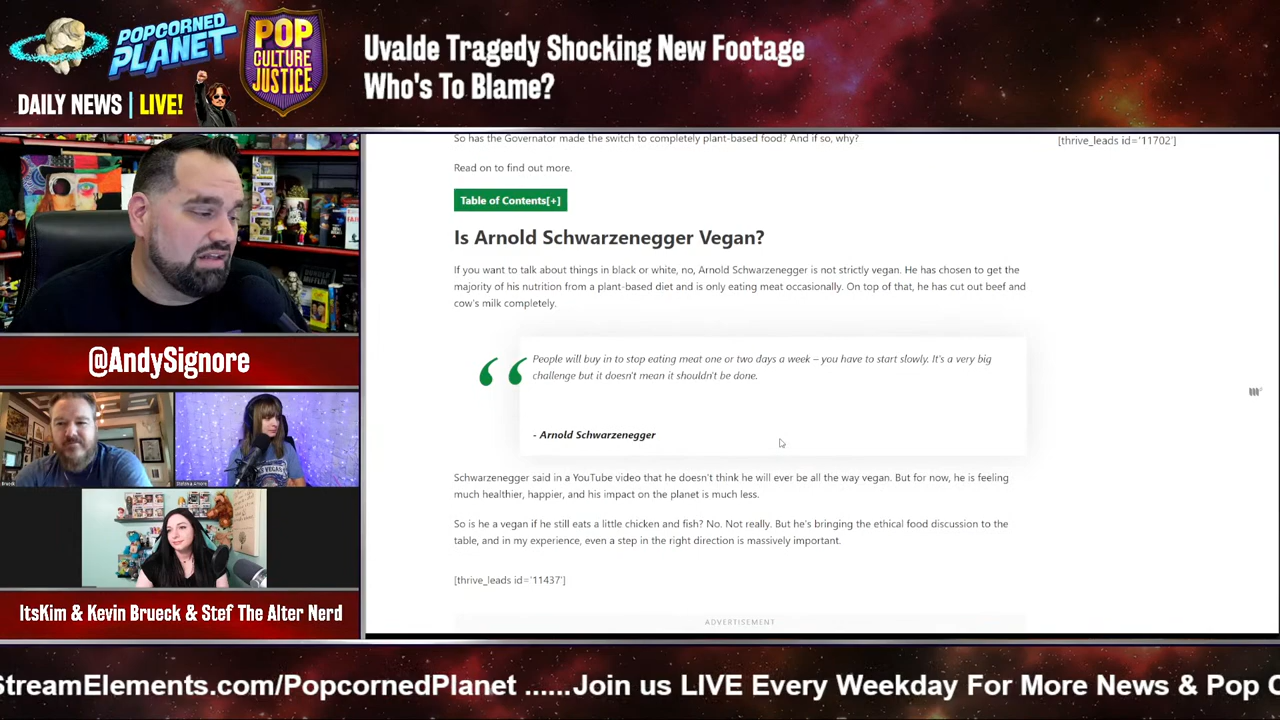 POPCORNED
PLANET
POP
CULTURE
JUSTICE
DAILY NEWS | LIVE!
Uvalde Tragedy Shocking New Footage
Who's To Blame?
So has the Governator made the switch to completely plant-based food? And if so, why?
[thrive_leads id='11702']
Read on to find out more.
Table of Contents[+]
Is Arnold Schwarzenegger Vegan?
If you want to talk about things in black or white, no, Arnold Schwarzenegger is not strictly vegan. He has chosen to get the
majority of his nutrition from a plant-based diet and is only eating meat occasionally. On top of that, he has cut out beef and
cow's milk completely.
People will buy in to stop eating meat one or two days a week – you have to start slowly. It's a very big
challenge but it doesn't mean it shouldn't be done.
- Arnold Schwarzenegger
Schwarzenegger said in a YouTube video that he doesn't think he will ever be all the way vegan. But for now, he is feeling
much healthier, happier, and his impact on the planet is much less.
So is he a vegan if he still eats a little chicken and fish? No. Not really. But he's bringing the ethical food discussion to the
table, and in my experience, even a step in the right direction is massively important.
[thrive_leads id='11437']
ADVERTISEMENT
DUNDER MIFFLIN
@AndySignore
ItsKim & Kevin Brueck & Stef The Alter Nerd
StreamElements.com/PopcornedPlanet ......Join us LIVE Every Weekday For More News & Pop C